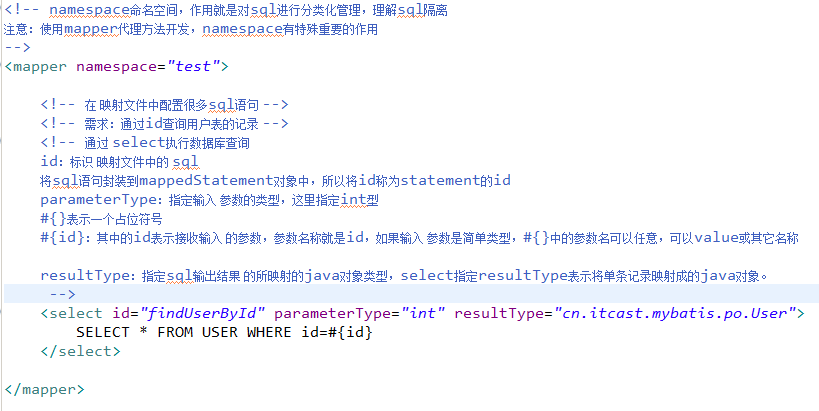 <!-- namespace命名空间，作用就是对sql进行分类化管理，理解sql隔离
注意：使用mapper代理方法开发，namespace有特殊重要的作用
-->
<mapper namespace="test">
<!-- 在 映射文件中配置很多sql语句 -->
<!-- 需求：通过id查询用户表的记录 -->
<!-- 通过 select执行数据库查询
id：标识 映射文件中的 sql
将sql语句封装到mappedStatement对象中，所以将id称为statement的id
parameterType：指定输入 参数的类型，这里指定int型
#{}表示一个占位符号
#{id}：其中的id表示接收输入 的参数，参数名称就是id，如果输入 参数是简单类型，#{}中的参数名可以任意，可以value或其它名称
resultType：指定sql输出结果 的所映射的java对象类型，select指定resultType表示将单条记录映射成的java对象。
-->
<select id="findUserById" parameterType="int" resultType="cn.itcast.mybatis.po.User">
SELECT * FROM USER WHERE id=#{id}
</select>
</mapper>